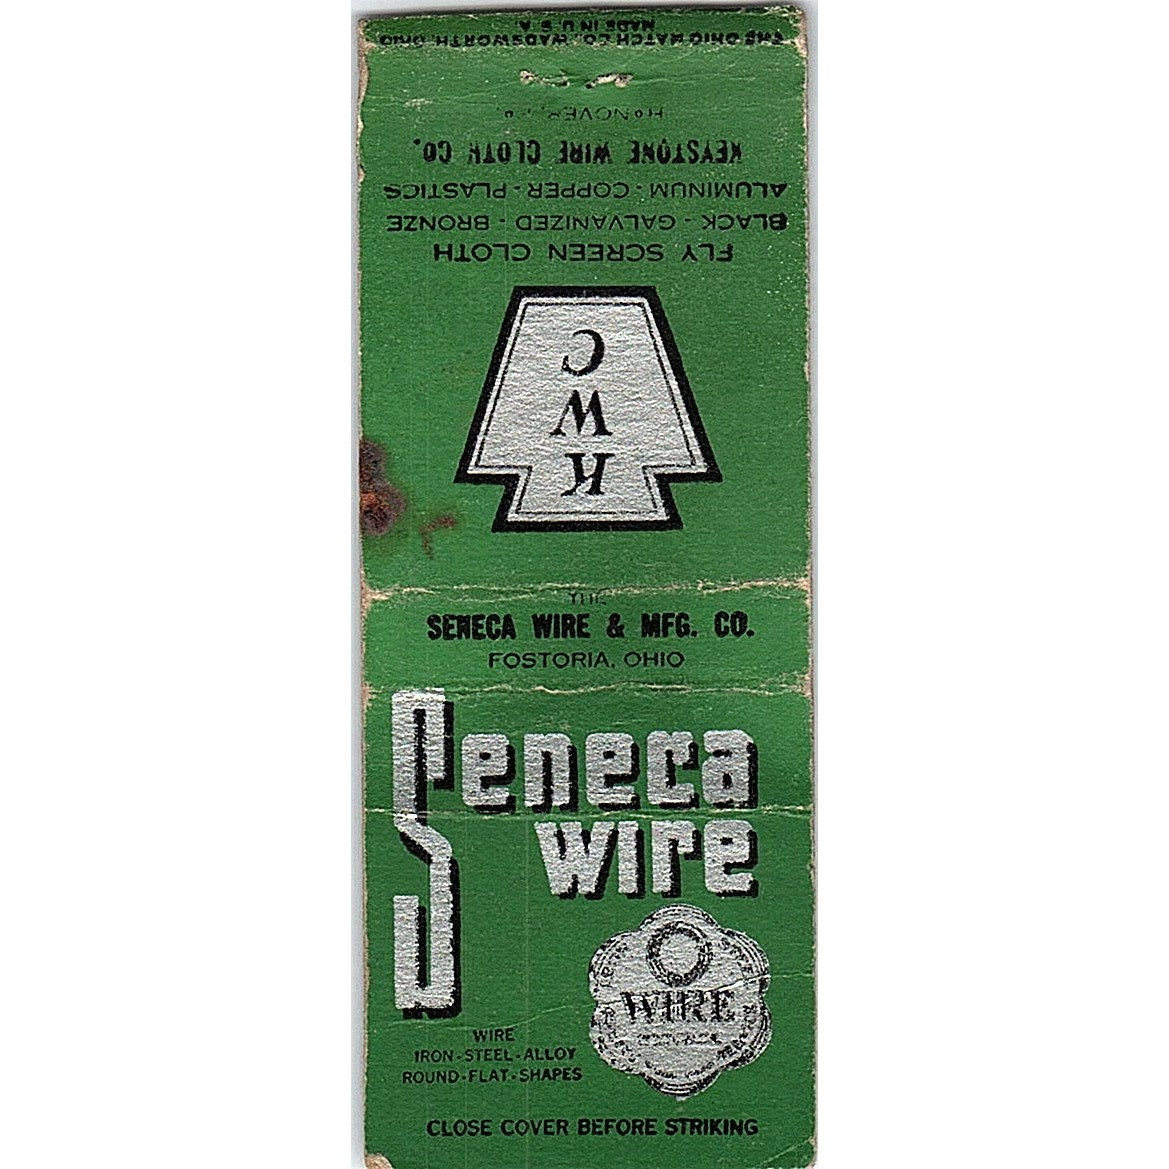 THE OHIO MATCH CO., WADSWORTH, OHIO
MADE IN U.S.A.
HANOVER, PA.
KEYSTONE WIRE CLOTH CO.
ALUMINUM - COPPER - PLASTICS
BLACK - GALVANIZED - BRONZE
FLY SCREEN CLOTH
C
W
K
THE
SENECA WIRE & MFG. CO.
FOSTORIA, OHIO
Seneca
wire
WIRE
WIRE
IRON - STEEL - ALLOY
ROUND - FLAT - SHAPES
CLOSE COVER BEFORE STRIKING